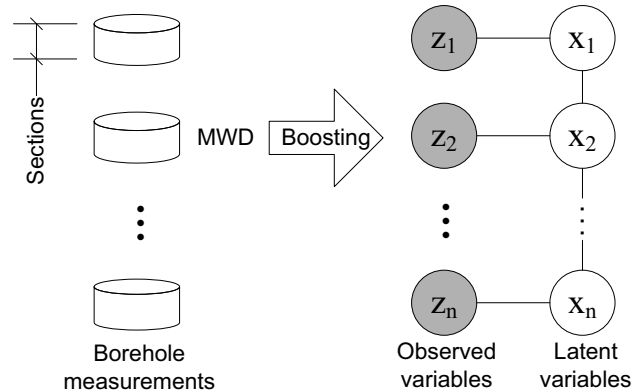 Sections
MWD
Boosting
z1
x1
z2
x2
zn
xn
Borehole
measurements
Observed
variables
Latent
variables